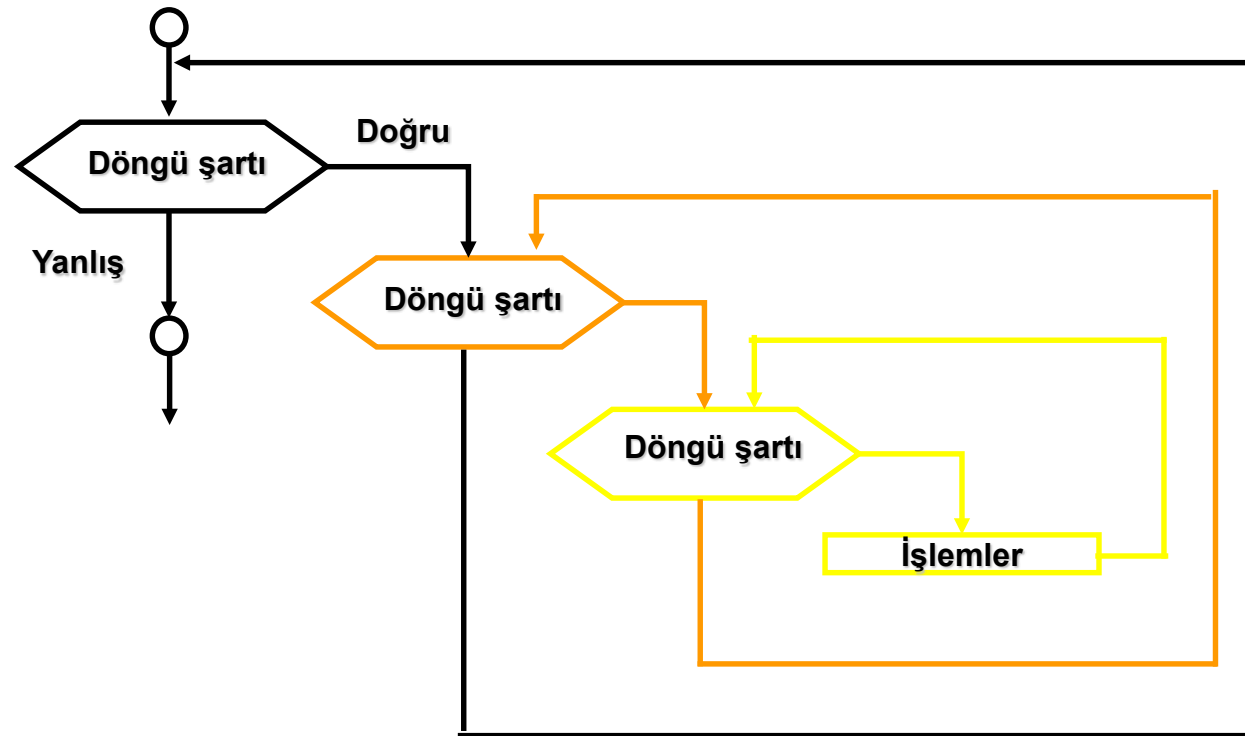 Doğru
Döngü şartı
Yanlış
Döngü şartı
Döngü şartı
İşlemler